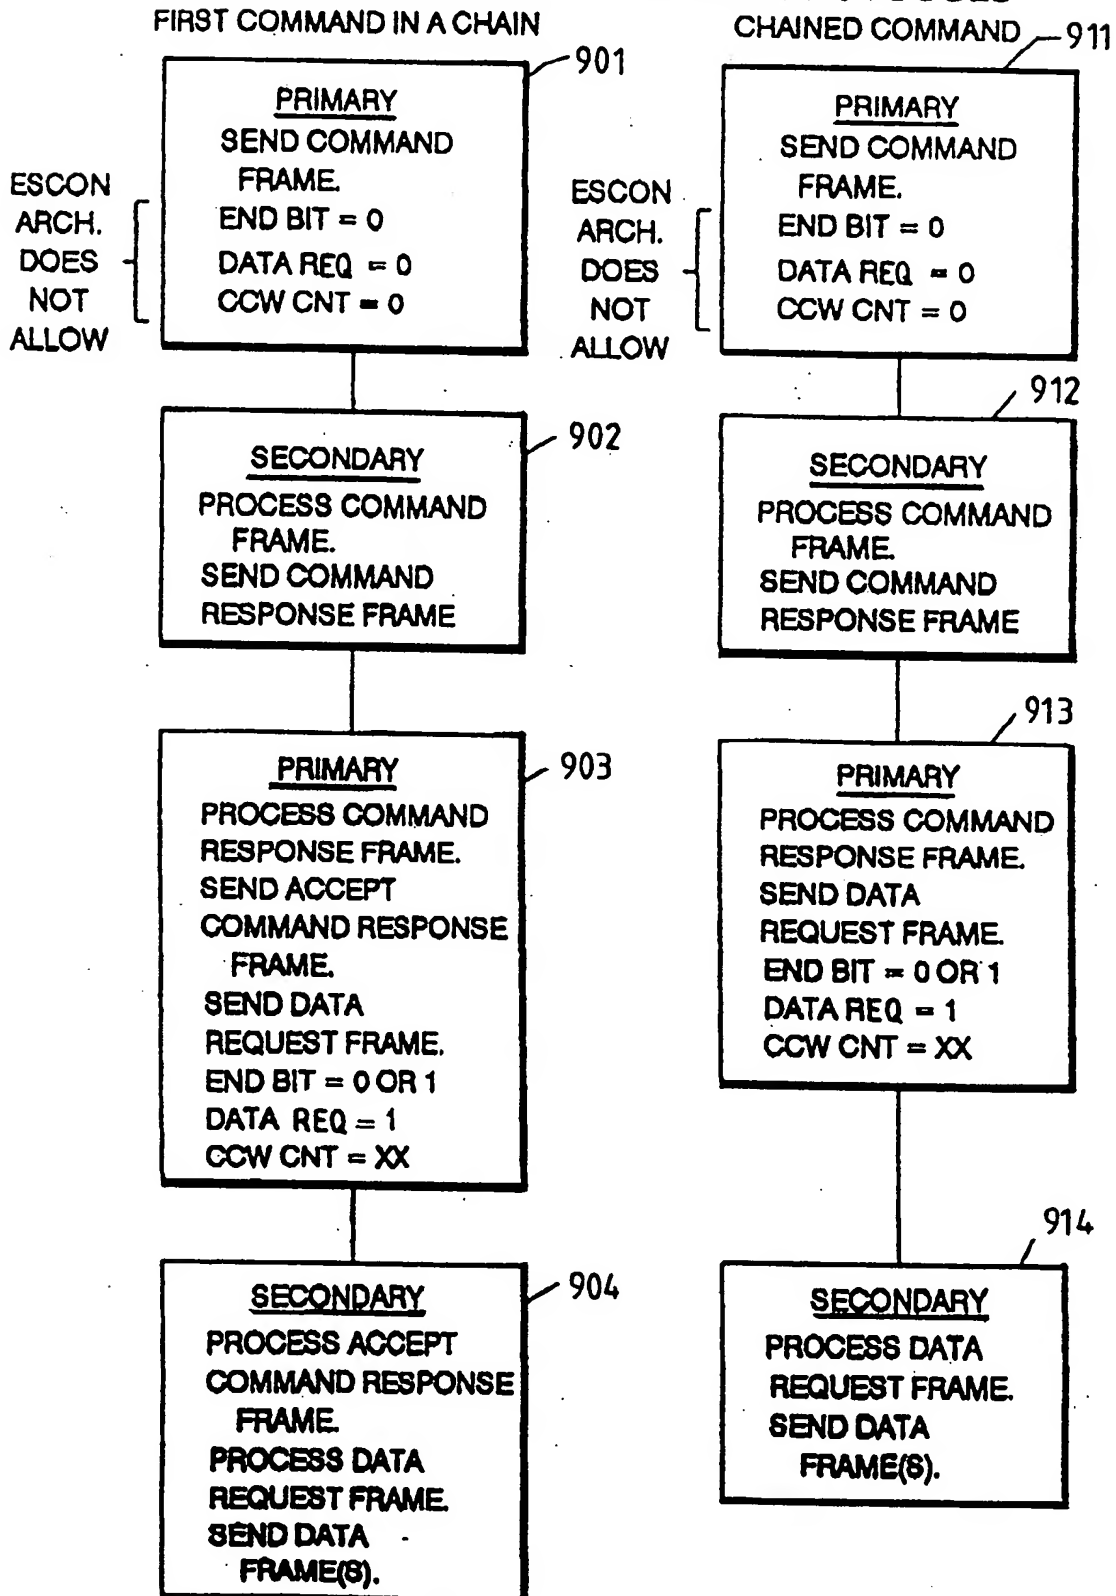 FIRST COMMAND IN A CHAIN
901
PRIMARY
SEND COMMAND
FRAME.
END BIT = 0
DATA REQ = 0
CCW CNT = 0
ESCON
ARCH.
DOES
NOT
ALLOW
902
SECONDARY
PROCESS COMMAND
FRAME.
SEND COMMAND
RESPONSE FRAME
903
PRIMARY
PROCESS COMMAND
RESPONSE FRAME.
SEND ACCEPT
COMMAND RESPONSE
FRAME.
SEND DATA
REQUEST FRAME.
END BIT = 0 OR 1
DATA REQ = 1
CCW CNT = XX
904
SECONDARY
PROCESS ACCEPT
COMMAND RESPONSE
FRAME.
PROCESS DATA
REQUEST FRAME.
SEND DATA
FRAME(S).
CHAINED COMMAND
911
PRIMARY
SEND COMMAND
FRAME.
END BIT = 0
DATA REQ = 0
CCW CNT = 0
ESCON
ARCH.
DOES
NOT
ALLOW
912
SECONDARY
PROCESS COMMAND
FRAME.
SEND COMMAND
RESPONSE FRAME
913
PRIMARY
PROCESS COMMAND
RESPONSE FRAME.
SEND DATA
REQUEST FRAME.
END BIT = 0 OR 1
DATA REQ = 1
CCW CNT = XX
914
SECONDARY
PROCESS DATA
REQUEST FRAME.
SEND DATA
FRAME(S).